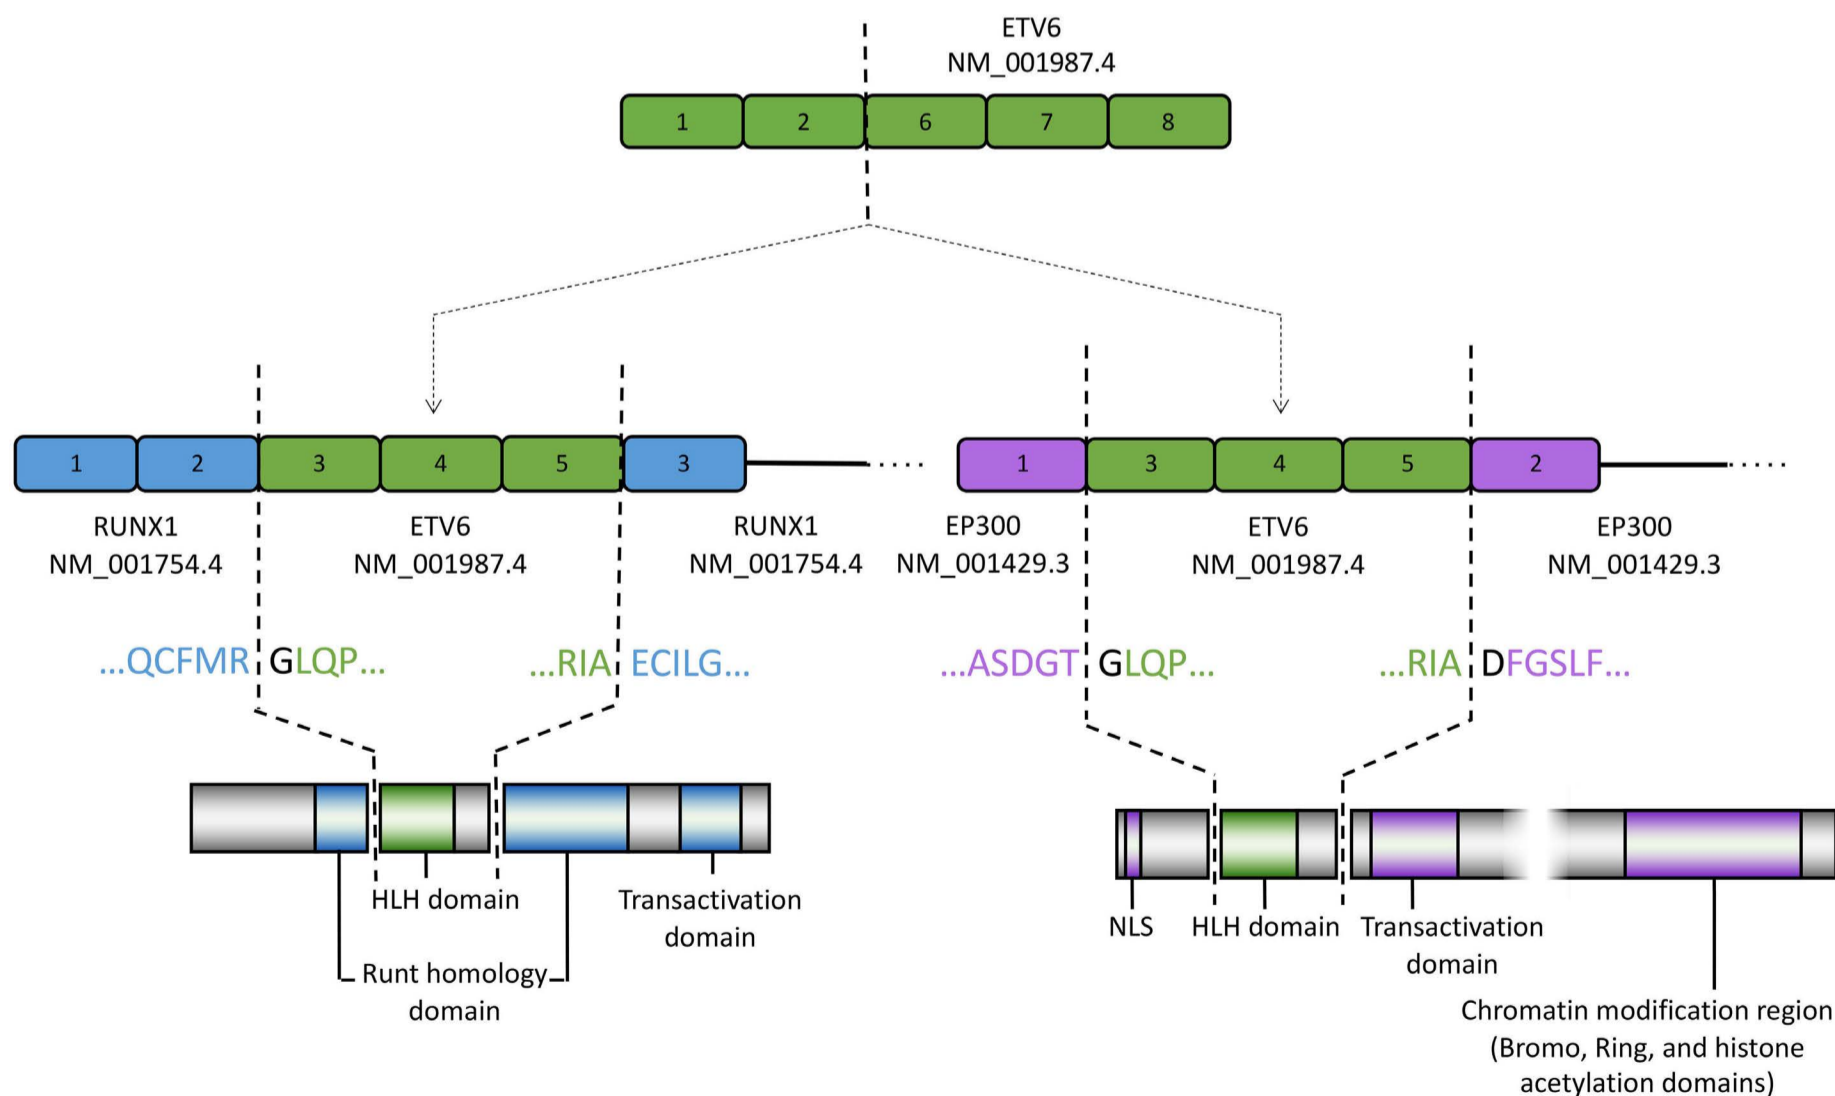 ETV6
NM_001987.4
1 2 6 7 8
1 2 3 4 5 3
1 3 4 5 2
RUNX1
NM_001754.4
ETV6
NM_001987.4
RUNX1
NM_001754.4
EP300
NM_001429.3
ETV6
NM_001987.4
EP300
NM_001429.3
...QCFMR GLQP...
...RIA ECILG...
...ASDGT GLQP...
...RIA DFGSLF...
HLH domain
Transactivation
domain
Runt homology
domain
NLS
HLH domain
Transactivation
domain
Chromatin modification region
(Bromo, Ring, and histone
acetylation domains)